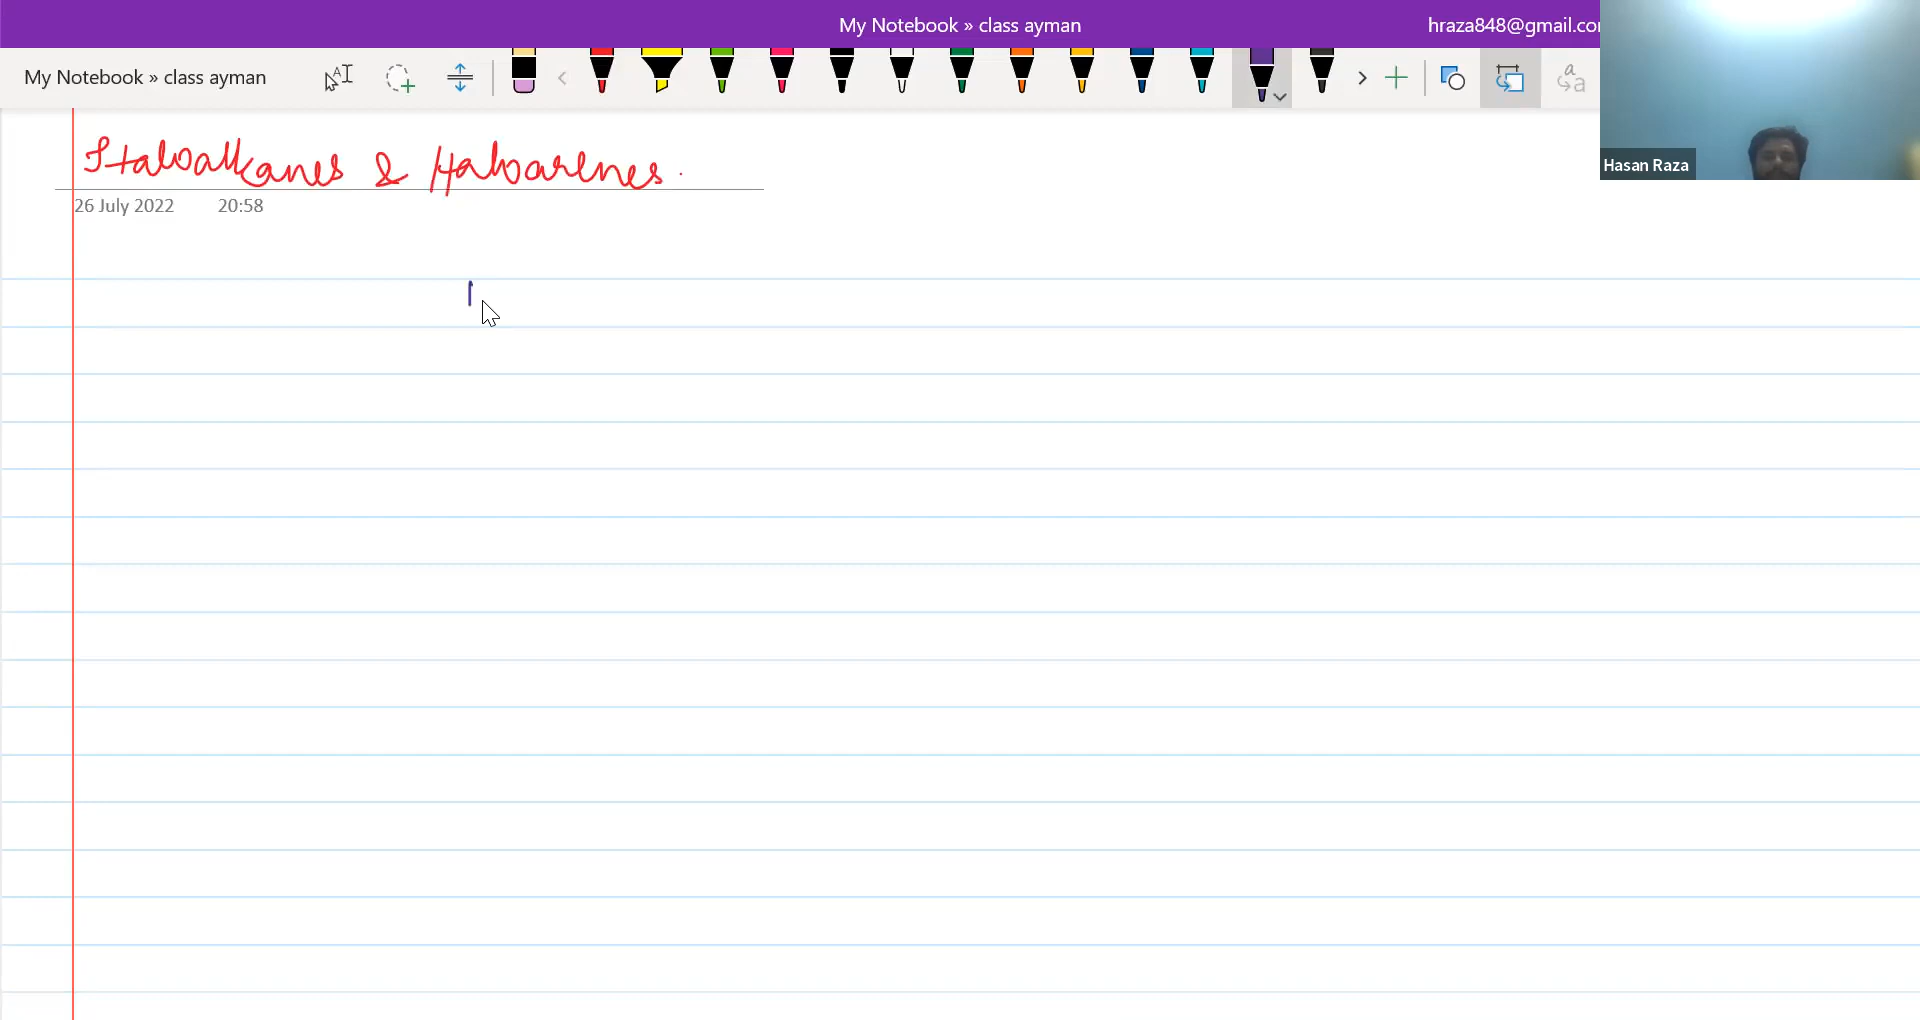 My Notebook » class ayman
hraza848@gmail.co
My Notebook » class ayman
Hasan Raza
Haloalkanes & Haloarenes.
26 July 2022 20:58